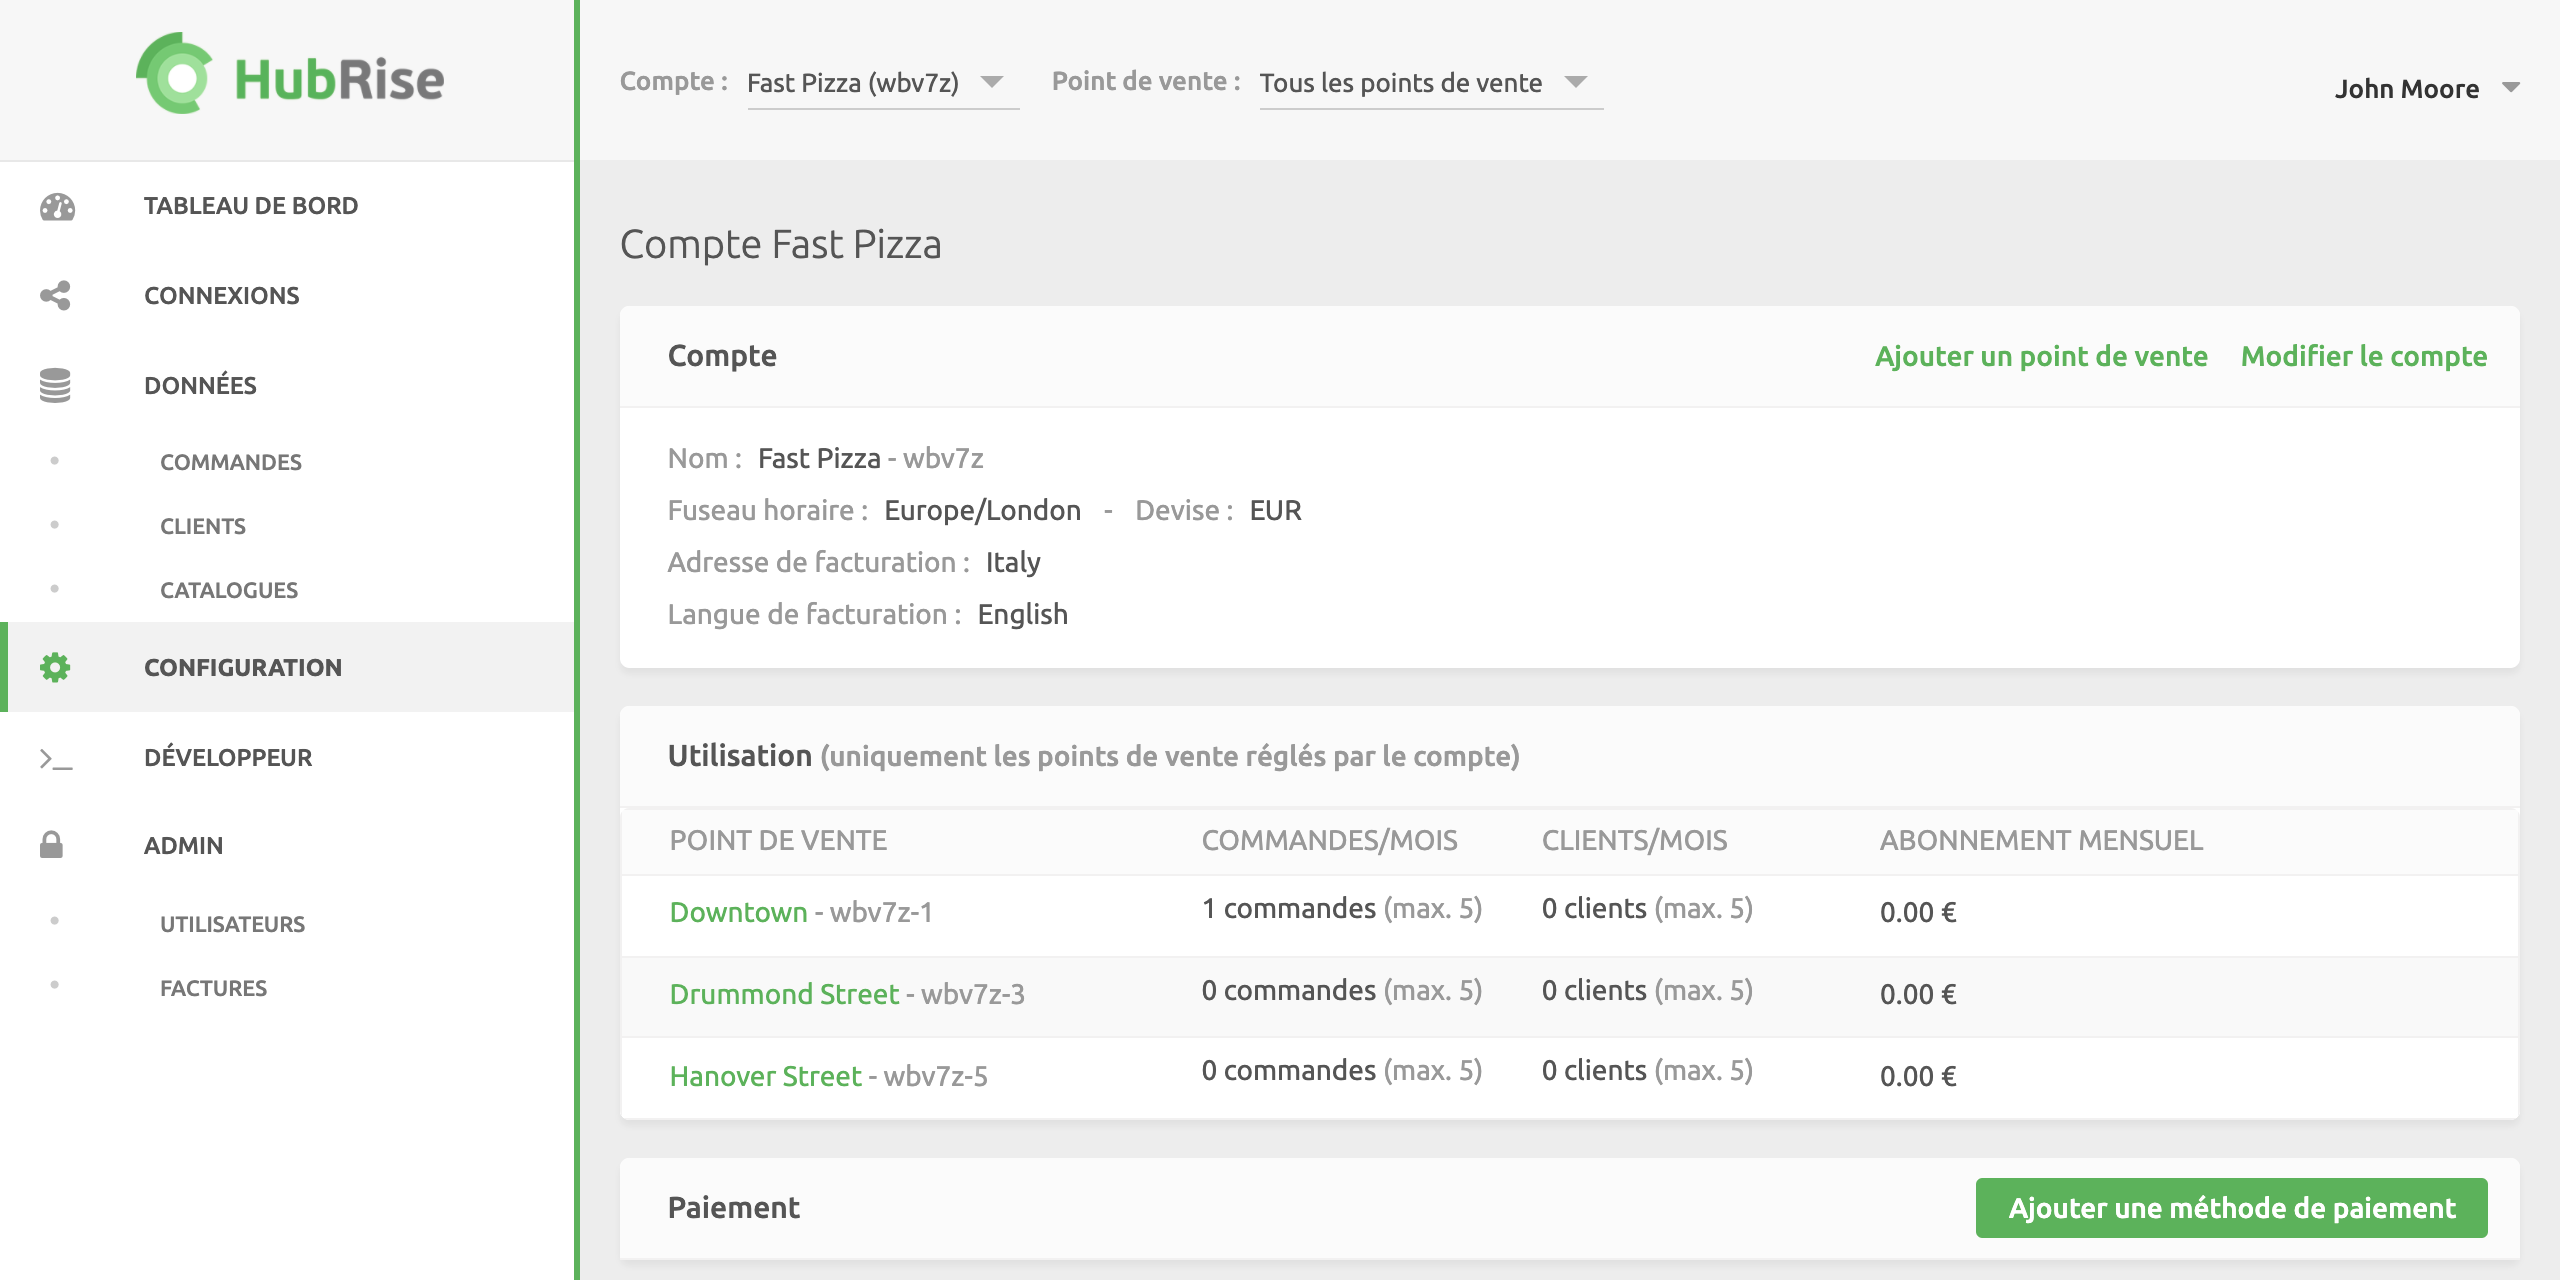 HubRise
Compte : Fast Pizza (wbv7z) Point de vente : Tous les points de vente
John Moore
TABLEAU DE BORD
CONNEXIONS
DONNÉES
COMMANDES
CLIENTS
CATALOGUES
CONFIGURATION
DÉVELOPPEUR
ADMIN
UTILISATEURS
FACTURES
Compte Fast Pizza
Compte Ajouter un point de vente Modifier le compte
Nom : Fast Pizza - wbv7z
Fuseau horaire : Europe/London - Devise : EUR
Adresse de facturation : Italy
Langue de facturation : English
Utilisation (uniquement les points de vente réglés par le compte)
POINT DE VENTE COMMANDES/MOIS CLIENTS/MOIS ABONNEMENT MENSUEL
Downtown - wbv7z-1 1 commandes (max. 5) 0 clients (max. 5) 0.00 €
Drummond Street - wbv7z-3 0 commandes (max. 5) 0 clients (max. 5) 0.00 €
Hanover Street - wbv7z-5 0 commandes (max. 5) 0 clients (max. 5) 0.00 €
Paiement Ajouter une méthode de paiement